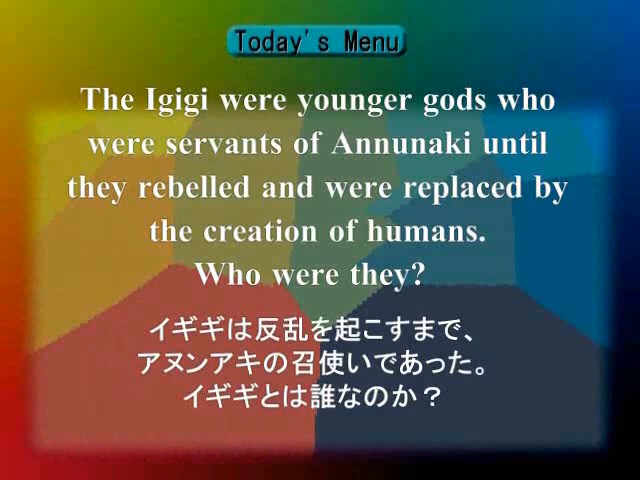 Today's Menu
The Igigi were younger gods who
were servants of Annunaki until
they rebelled and were replaced by
the creation of humans.
Who were they?
イギギは反乱を起こすまで、
アヌンアキの召使いであった。
イギギとは誰なのか？